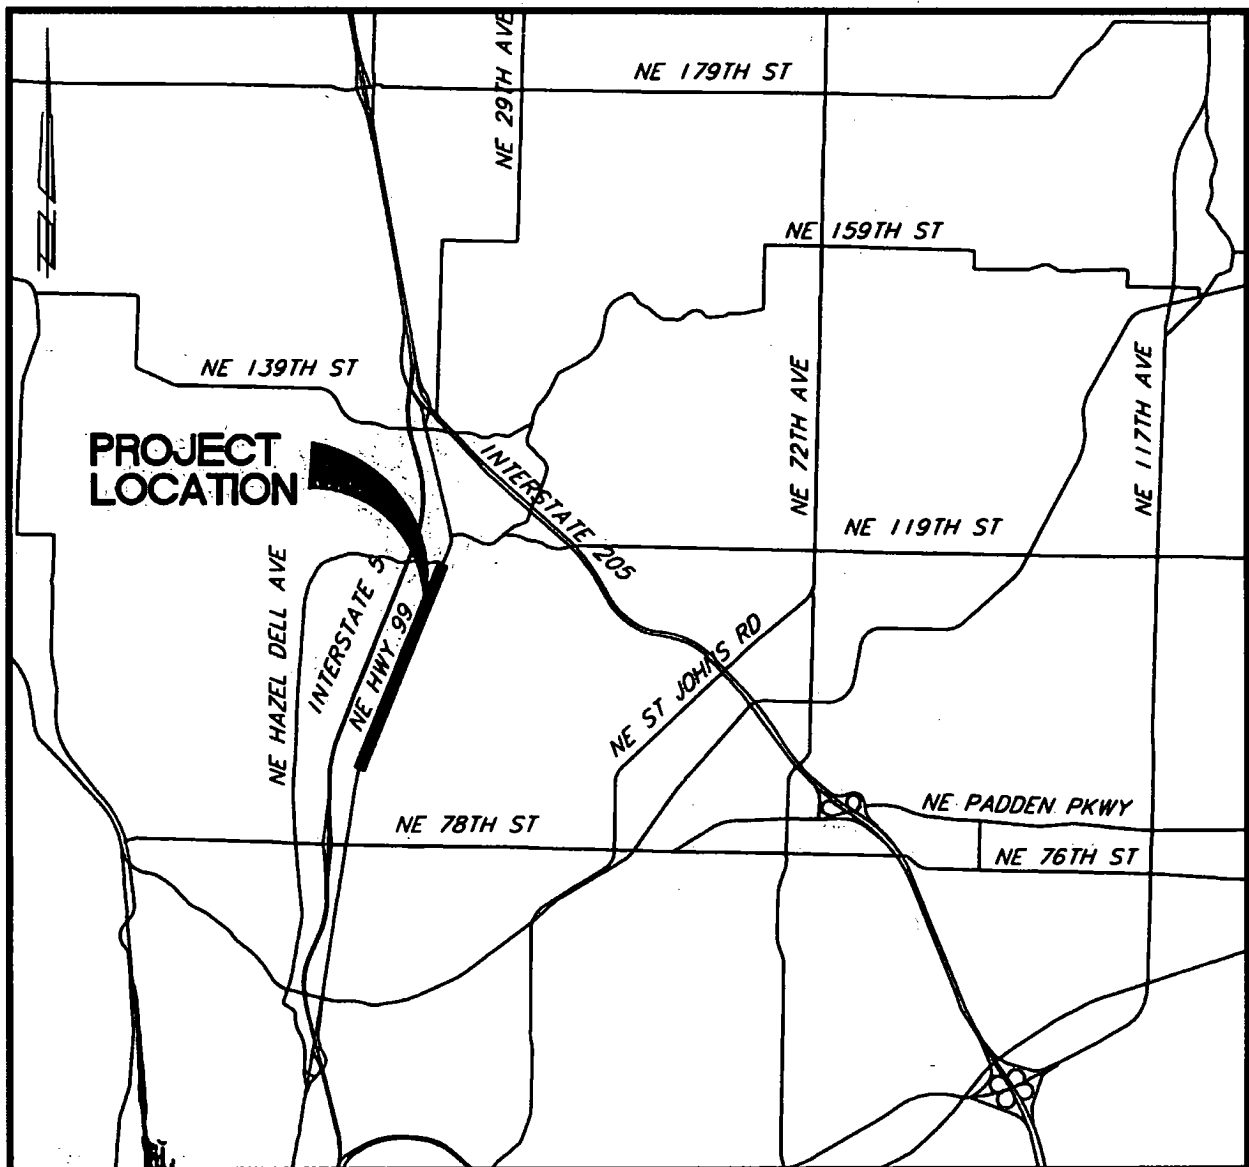 NE 29TH AVE
NE 179TH ST
NE 159TH ST
NE 139TH ST
PROJECT
LOCATION
INTERSTATE 205
NE 72TH AVE
NE 117TH AVE
NE 119TH ST
NE HAZEL DELL AVE
INTERSTATE 5
NE HWY 99
NE ST JOHNS RD
NE PADDEN PKWY
NE 78TH ST
NE 76TH ST